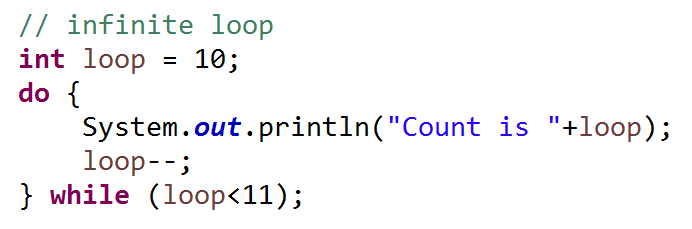 // infinite loop
int loop = 10;
do {
    System.out.println("Count is "+loop);
    loop--;
} while (loop<11);